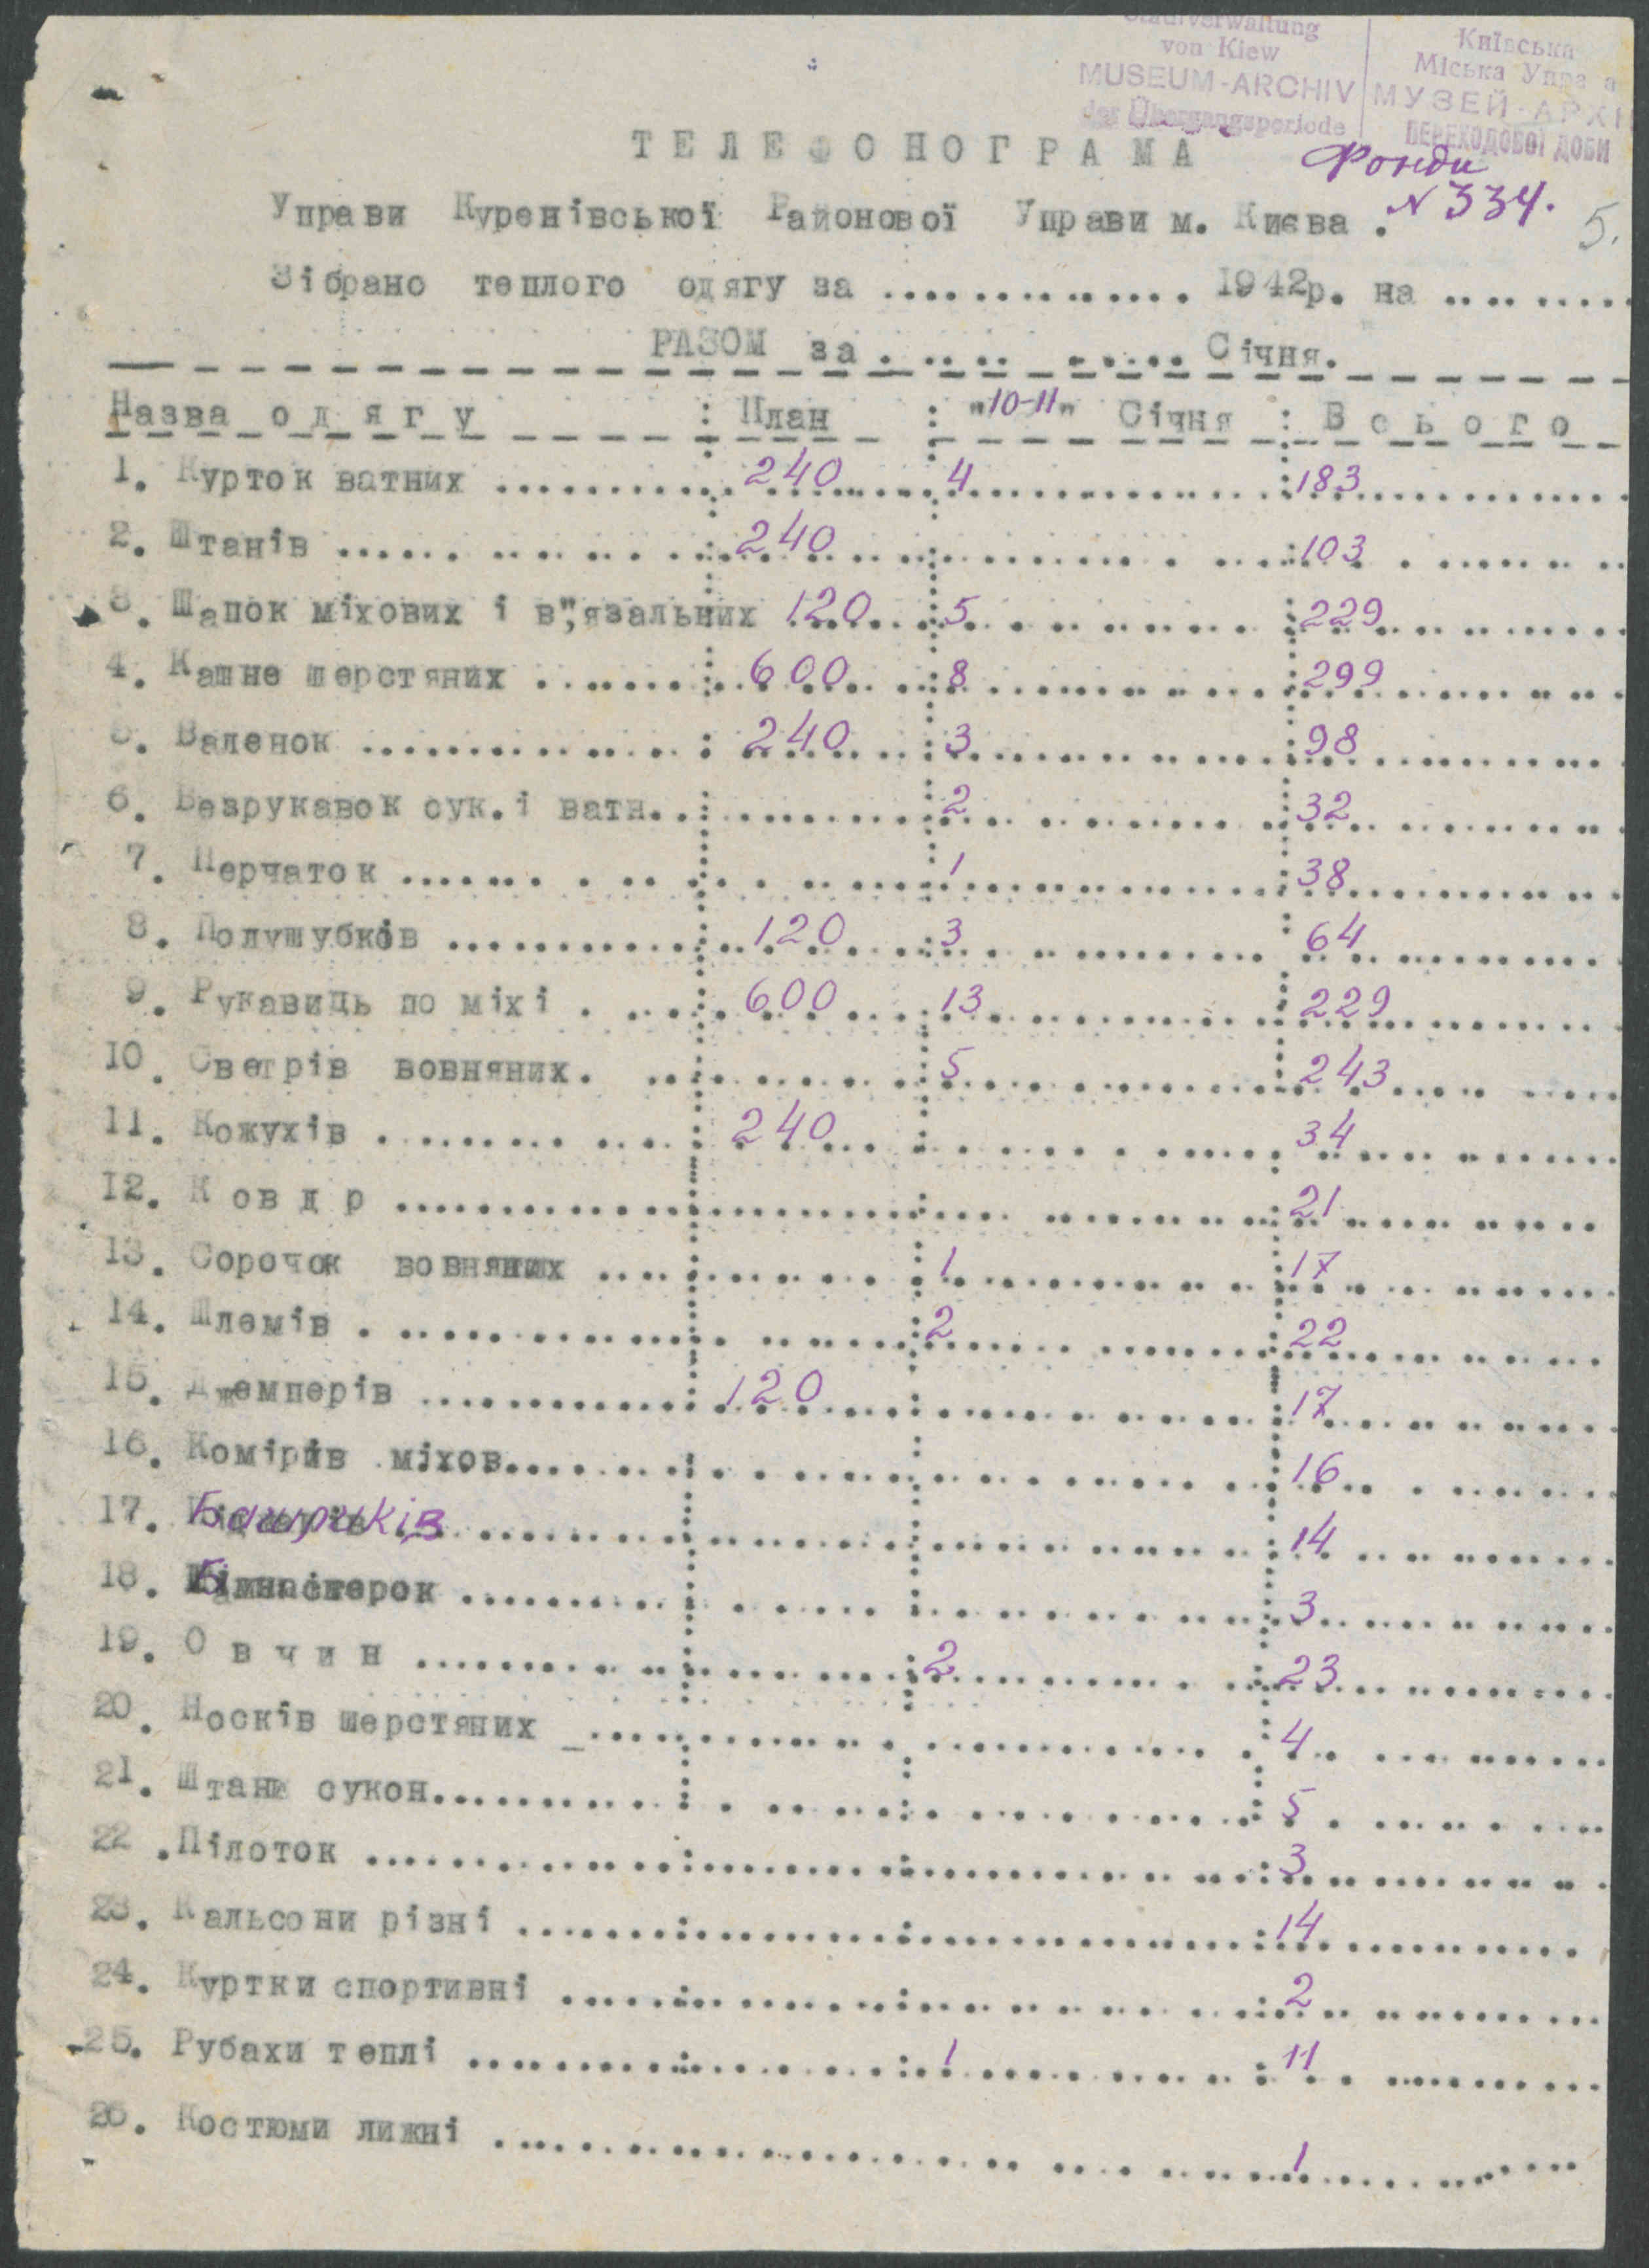 Stadtverwaltung
von Kiew
MUSEUM-ARCHIV
der Übergangsperiode
Київська
Міська Упра а
МУЗЕЙ-АРХІ
ПЕРЕХОДОВОЇ ДОБИ
ТЕЛЕФОНОГРАМА
Фонди
N 334.
5.
Управи Куренівської Районової Управи м. Києва .
Зібрано теплого одягу за ............... 1942р. на .........
РАЗОМ за ........... Січня.
Назва одягу : План : "10-11" Січня : Всього
1. Курток ватних 240 4 183
2. Штанів 240 103
3. Шапок міхових і в"язальних 120 5 229
4. Кашне шерстяних 600 8 299
5. Валенок 240 3 98
6. Безрукавок сук. і ватн. 2 32
7. Перчаток 1 38
8. Полушубків 120 3 64
9. Рукавиць по міхі 600 13 229
10. Светрів вовняних. 5 243
11. Кожухів 240 34
12. Ковдр 21
13. Сорочок вовняних 1 17
14. Шлемів 2 22
15. Джемперів 120 17
16. Комірів міхов. 16
17. Башликів 14
18. 3
19. Овчин 2 23
20. Носків шерстяних 4
21. Штани сукон. 5
22. Пілоток 3
23. Кальсони різні 14
24. Куртки спортивні 2
25. Рубахи теплі 1 11
26. Костюми лижні 1